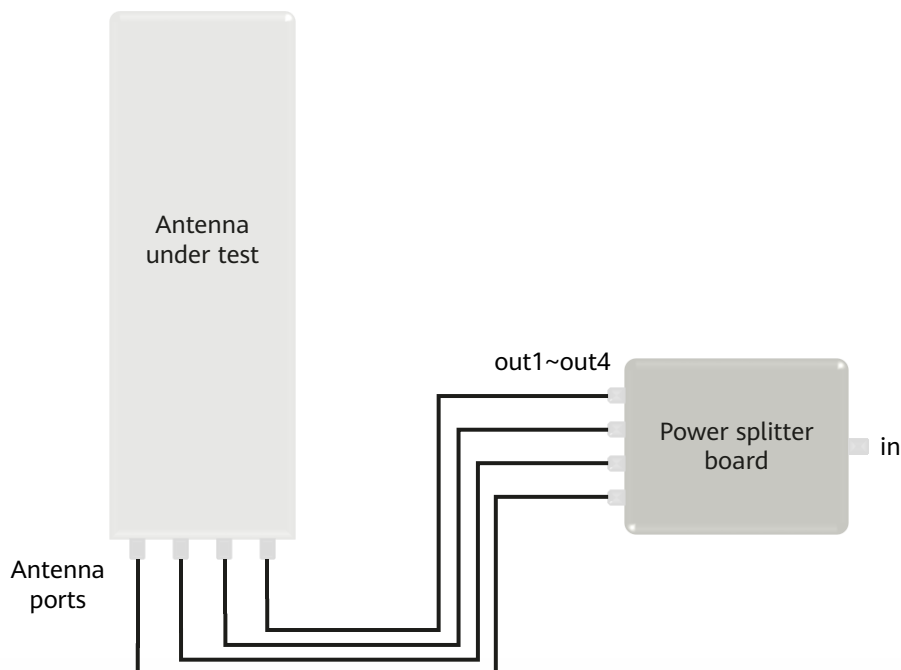 Antenna
under test
out1~out4
Power splitter
board
in
Antenna
ports